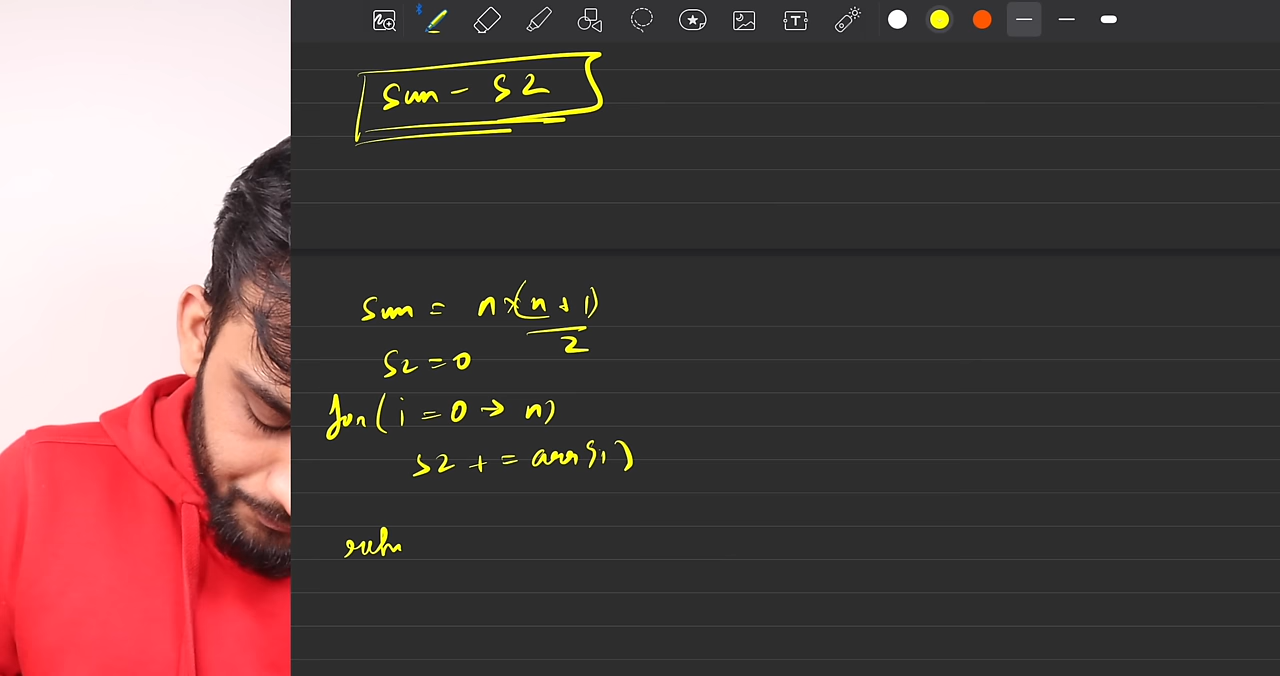 Sum - S2
Sum = n x (n + 1)
2
S2 = 0
for ( i = 0 → n)
S2 + = arr[i]